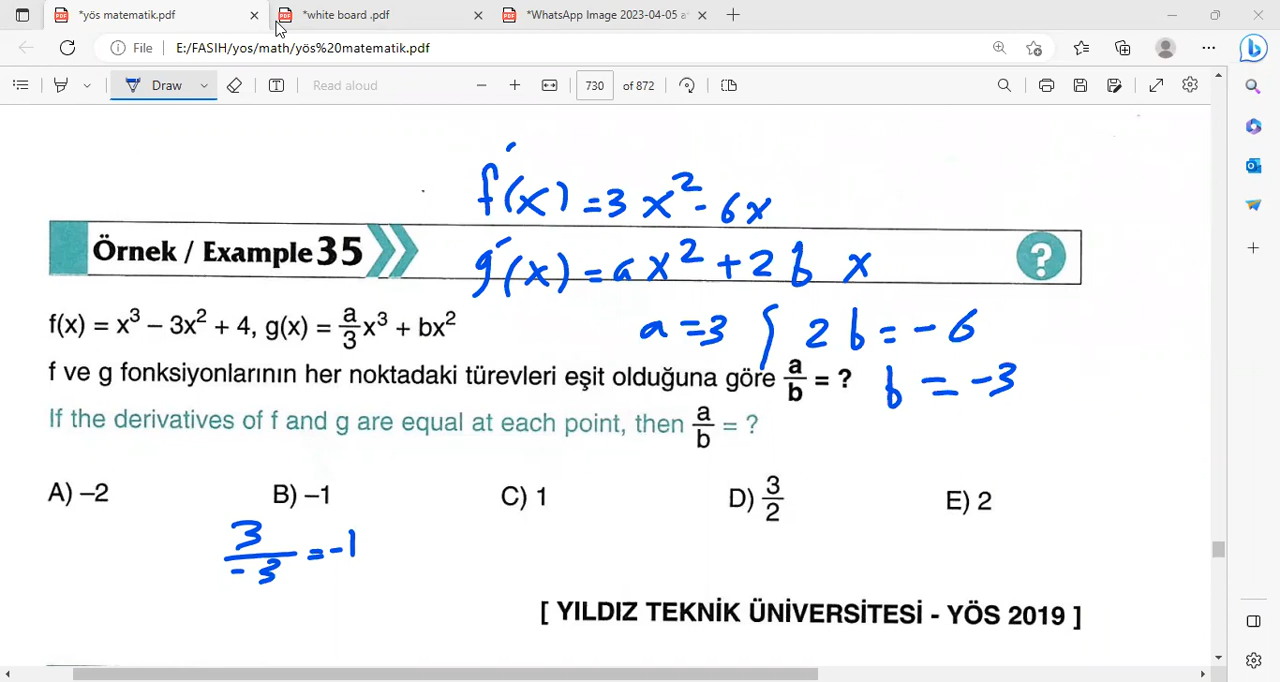 *yös matematik.pdf
*white board .pdf
*WhatsApp Image 2023-04-05 a
File E:/FASIH/yos/math/yös%20matematik.pdf
Draw
Read aloud
730 of 872
f'(x) = 3x² - 6x
Örnek / Example 35
?
g'(x) = ax² + 2bx
f(x) = x³ – 3x² + 4, g(x) = a/3 x³ + bx²
a = 3 { 2b = -6
f ve g fonksiyonlarının her noktadaki türevleri eşit olduğuna göre a/b = ?
b = -3
If the derivatives of f and g are equal at each point, then a/b = ?
A) –2 B) –1 C) 1 D) 3/2 E) 2
3/-3 = -1
[ YILDIZ TEKNİK ÜNİVERSİTESİ - YÖS 2019 ]